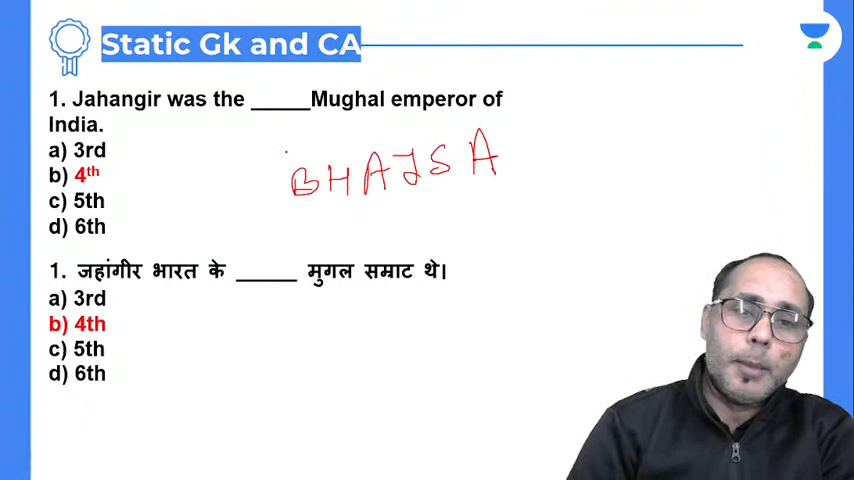 Static Gk and CA
1. Jahangir was the _____Mughal emperor of
India.
a) 3rd
b) 4th
c) 5th
d) 6th
BHAJSA
1. जहांगीर भारत के _____ मुगल सम्राट थे।
a) 3rd
b) 4th
c) 5th
d) 6th